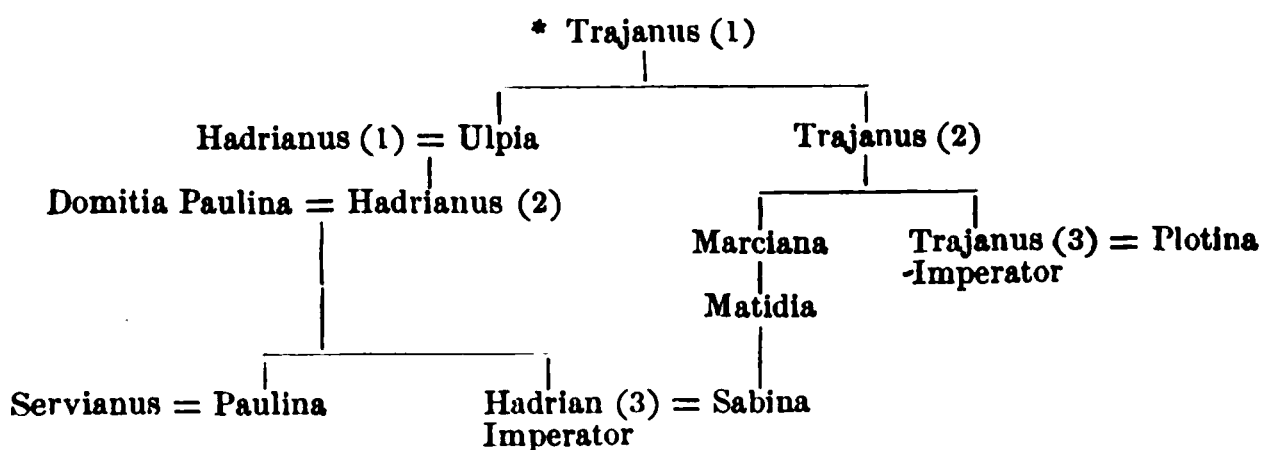 * Trajanus (1)
Hadrianus (1) = Ulpia Trajanus (2)
Domitia Paulina = Hadrianus (2)
Marciana Trajanus (3) = Plotina
-Imperator
Matidia
Servianus = Paulina Hadrian (3) = Sabina
Imperator